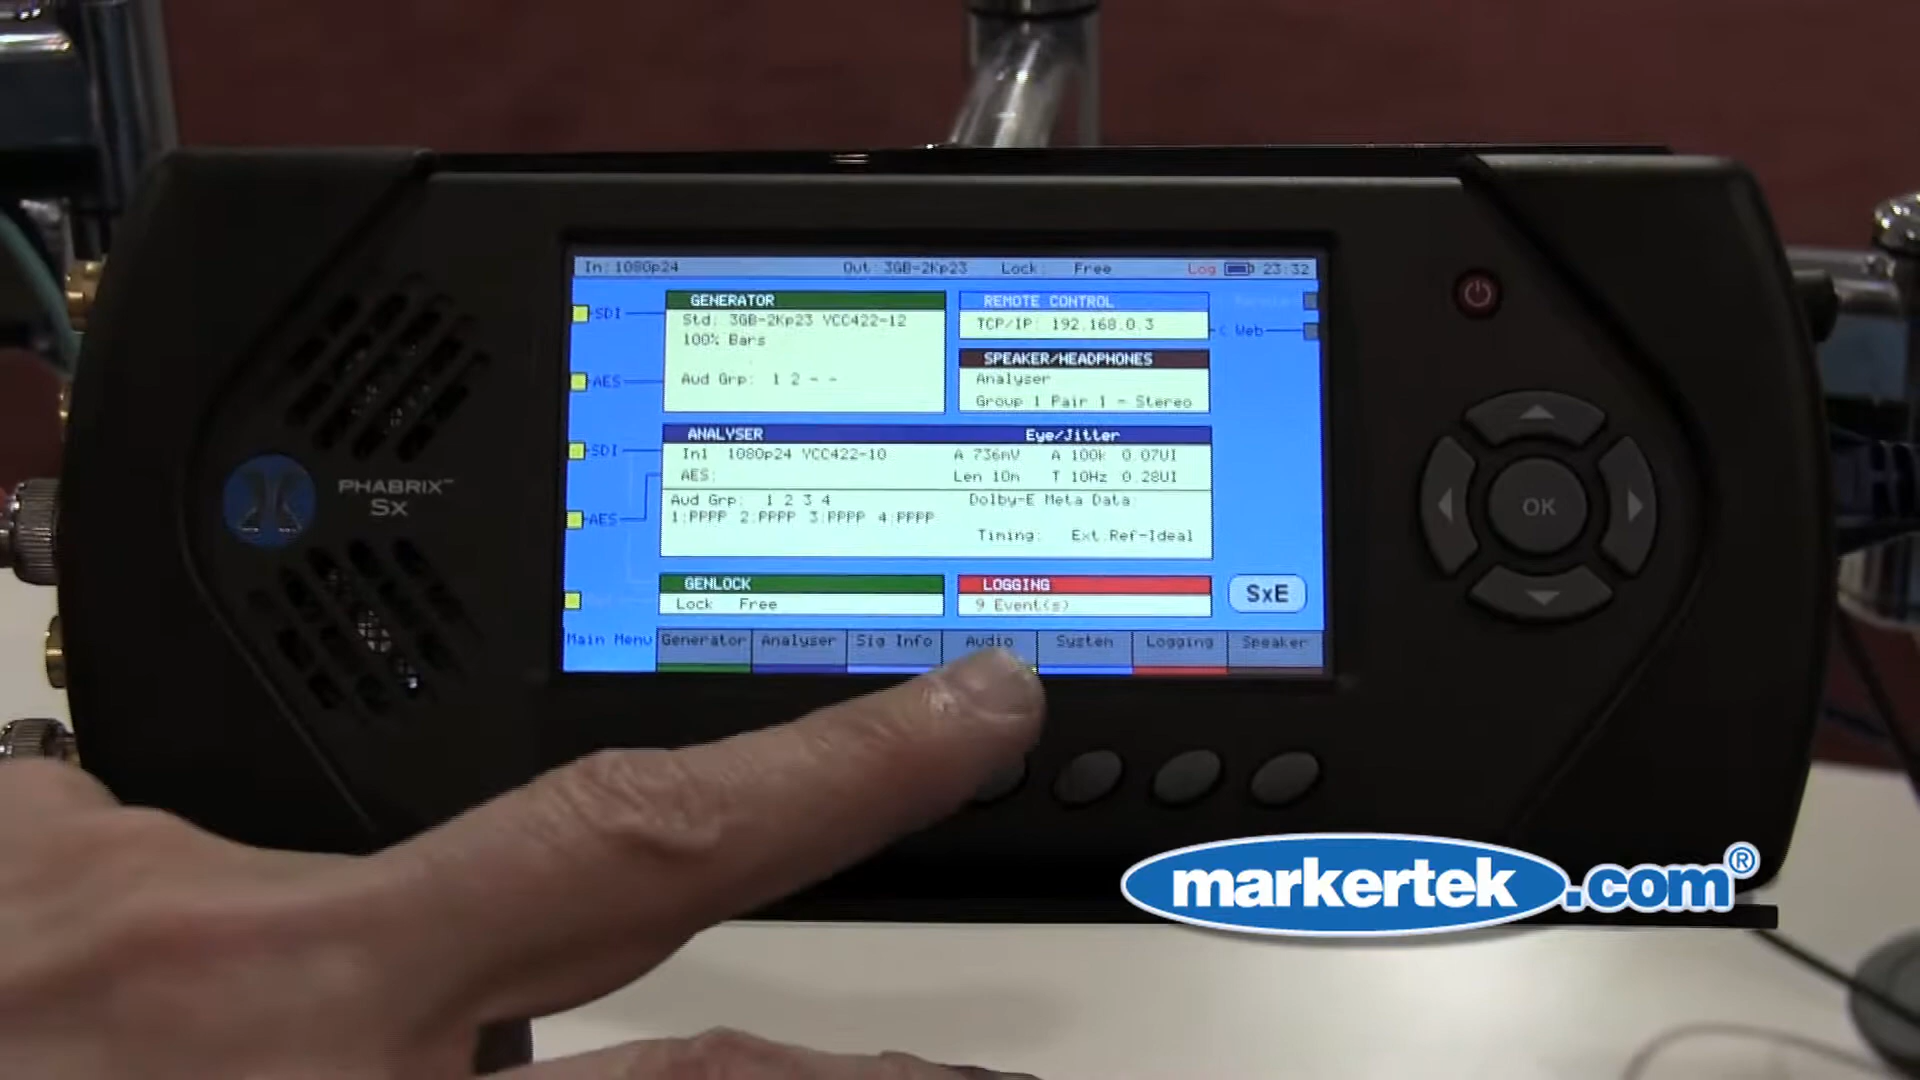 In: 1080p24 Out: 3GB-2Kp23 Lock: Free Log 23:32
SDI
GENERATOR
Std: 3GB-2Kp23 YCC422-12
100% Bars
Aud Grp: 1 2 - -
AES
REMOTE CONTROL
TCP/IP: 192.168.0.3
Web
SPEAKER/HEADPHONES
Analyser
Group 1 Pair 1 - Stereo
ANALYSER Eye/Jitter
SDI
In1 1080p24 YCC422-10 A 736mV A 100k 0.07UI
AES: Len 10m T 10Hz 0.28UI
AES
Aud Grp: 1 2 3 4 Dolby-E Meta Data
1:PPPP 2:PPPP 3:PPPP 4:PPPP
Timing: Ext.Ref-Ideal
GENLOCK
Lock Free
LOGGING
9 Event(s)
SxE
Main Menu Generator Analyser Sig Info Audio System Logging Speaker
PHABRIX™
Sx
OK
markertek.com®